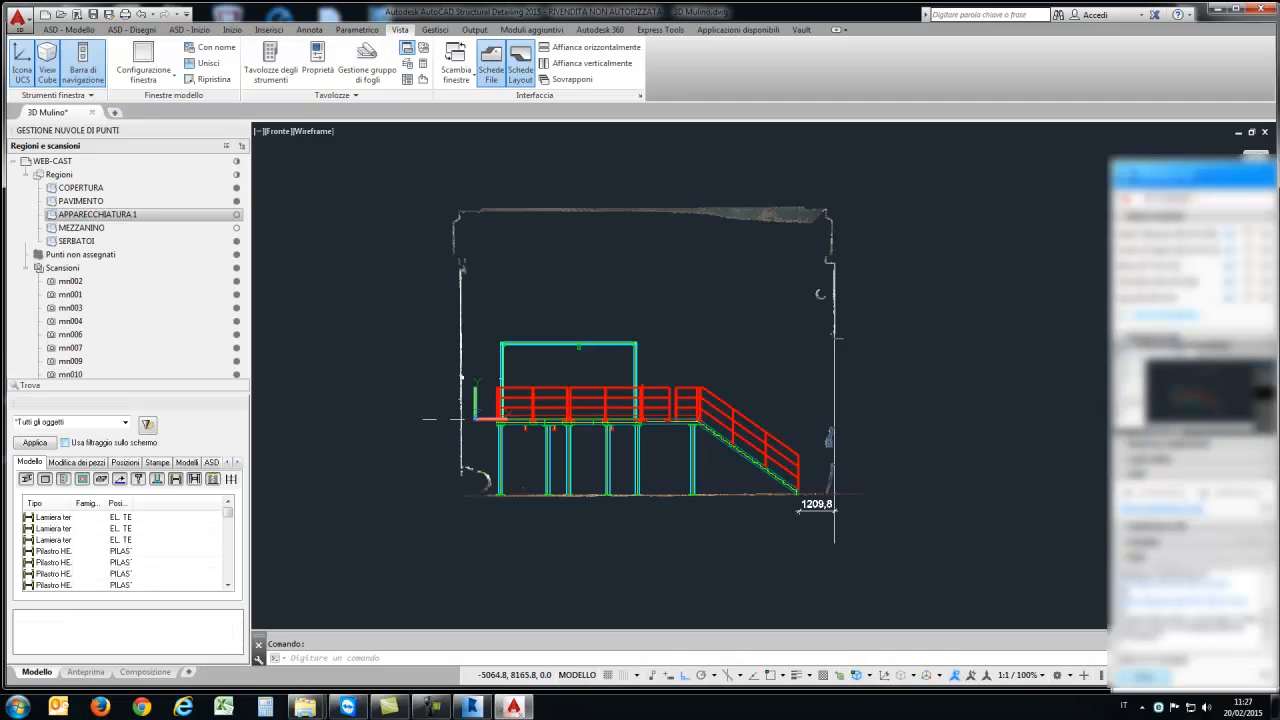 Autodesk AutoCAD Structural Detailing 2015 - RIVENDITA NON AUTORIZZATA 3D Mulino.dwg
Digitare parola chiave o frase
Accedi
ASD - Modello ASD - Disegni Inizio ASD - Inizio Inserisci Annota Parametrico Vista Gestisci Output Moduli aggiuntivi Autodesk 360 Express Tools Applicazioni disponibili Vault
Icona UCS
View Cube
Barra di navigazione
Strumenti finestra
Configurazione finestra
Con nome
Unisci
Ripristina
Finestre modello
Tavolozze degli strumenti
Proprietà
Gestione gruppo di fogli
Tavolozze
Scambia finestre
Schede File
Schede Layout
Affianca orizzontalmente
Affianca verticalmente
Sovrapponi
Interfaccia
3D Mulino*
GESTIONE NUVOLE DI PUNTI
Regioni e scansioni
WEB-CAST
Regioni
COPERTURA
PAVIMENTO
APPARECCHIATURA 1
MEZZANINO
SERBATOI
Punti non assegnati
Scansioni
mn002
mn001
mn003
mn004
mn006
mn007
mn009
mn010
Trova
*Tutti gli oggetti
Applica
Usa filtraggio sullo schermo
Modello Modifica dei pezzi Posizioni Stampe Modelli ASD
Tipo Famig... Posi...
Lamiera ter EL. TE
Lamiera ter EL. TE
Lamiera ter EL. TE
Pilastro HE. PILAS
Pilastro HE. PILAS
Pilastro HE. PILAS
Pilastro HE. PILAS
[−][Fronte][Wireframe]
1209,8
Comando:
Digitare un comando
Modello Anteprima Composizione
-5064.8, 8165.8, 0.0 MODELLO
1:1 / 100%
IT
11:27
20/02/2015